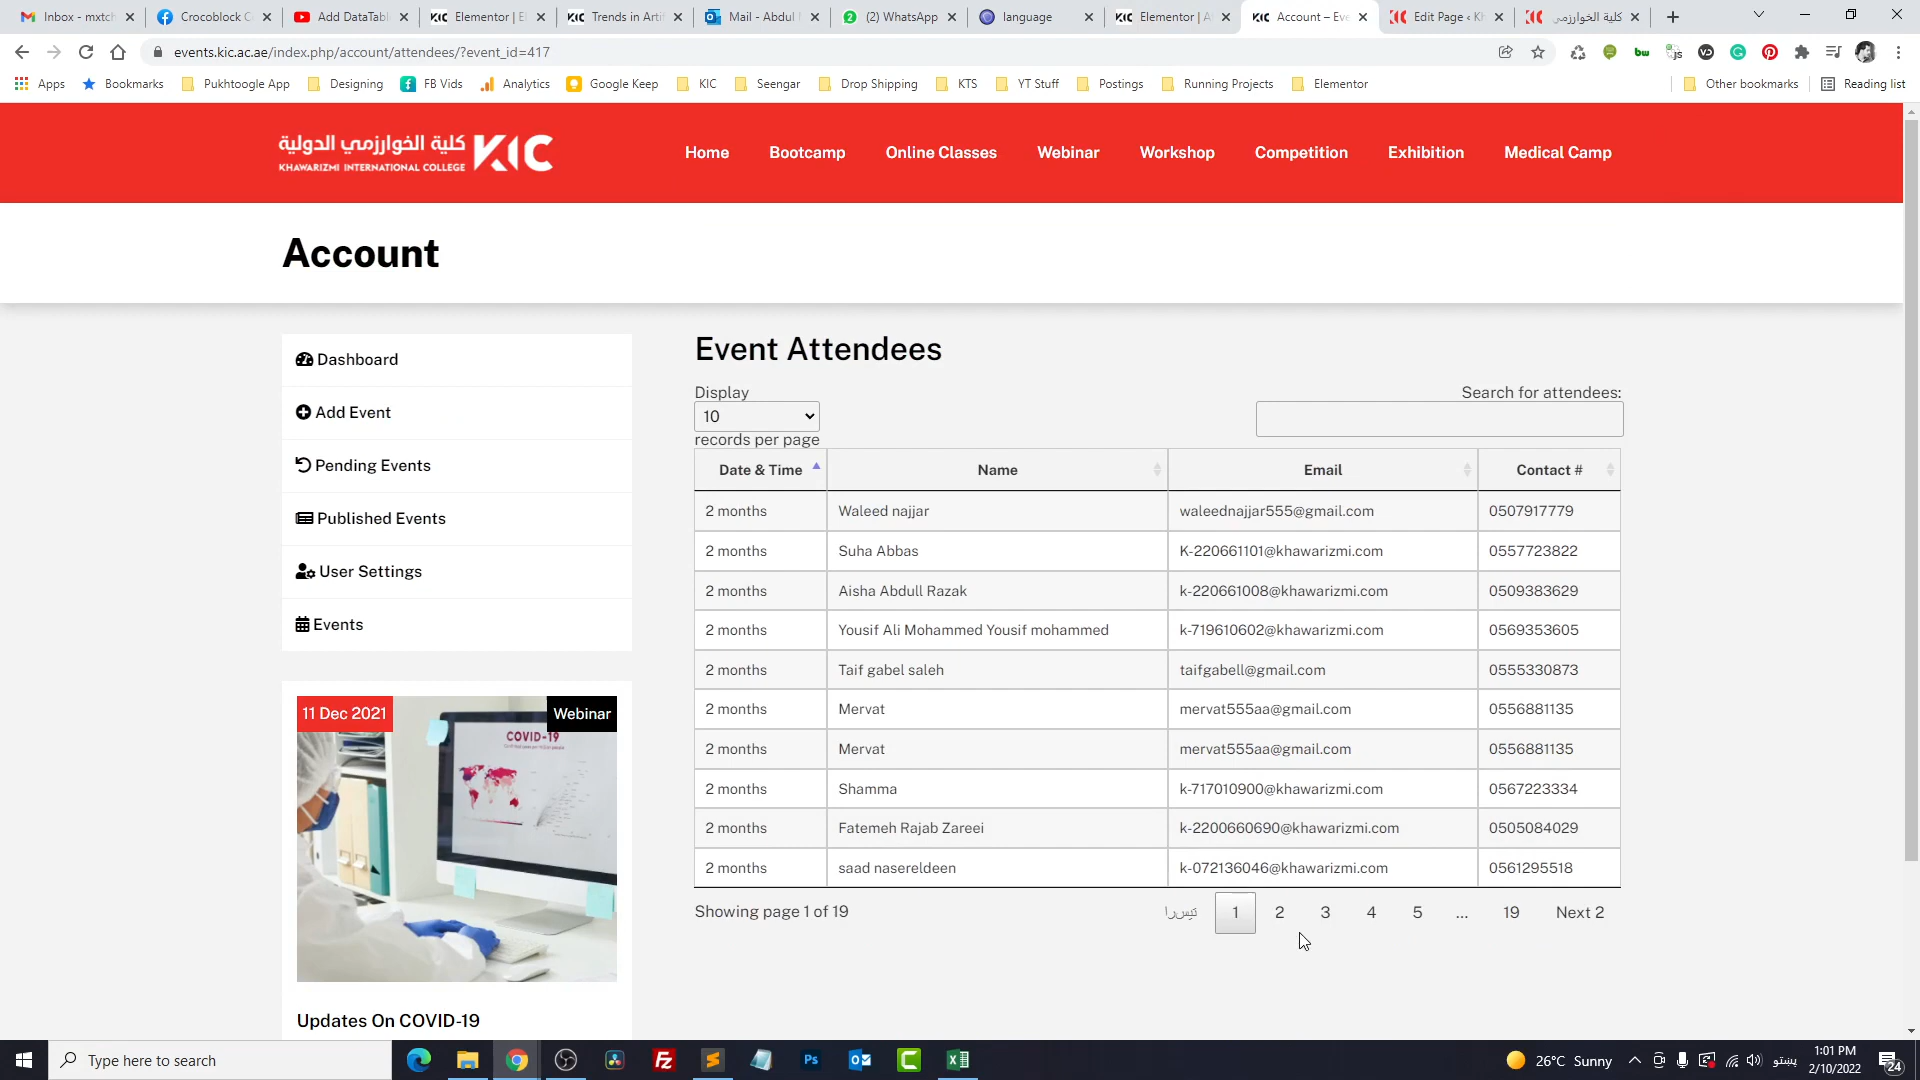 Inbox - mxtch
Crocoblock C
Add DataTabl
Elementor | E
Trends in Arti
Mail - Abdul
(2) WhatsApp
language
Elementor | A
Account – Eve
Edit Page ‹ K
كلية الخوارزمي
events.kic.ac.ae/index.php/account/attendees/?event_id=417
Apps
Bookmarks
Pukhtoogle App
Designing
FB Vids
Analytics
Google Keep
KIC
Seengar
Drop Shipping
KTS
YT Stuff
Postings
Running Projects
Elementor
Other bookmarks
Reading list
كلية الخوارزمي الدولية
KHAWARIZMI INTERNATIONAL COLLEGE
KIC
Home
Bootcamp
Online Classes
Webinar
Workshop
Competition
Exhibition
Medical Camp
Account
Dashboard
Add Event
Pending Events
Published Events
User Settings
Events
11 Dec 2021
Webinar
COVID-19
Updates On COVID-19
Event Attendees
Display
10
records per page
Search for attendees:
Date & Time Name Email Contact #
2 months Waleed najjar waleednajjar555@gmail.com 0507917779
2 months Suha Abbas K-220661101@khawarizmi.com 0557723822
2 months Aisha Abdull Razak k-220661008@khawarizmi.com 0509383629
2 months Yousif Ali Mohammed Yousif mohammed k-719610602@khawarizmi.com 0569353605
2 months Taif gabel saleh taifgabell@gmail.com 0555330873
2 months Mervat mervat555aa@gmail.com 0556881135
2 months Mervat mervat555aa@gmail.com 0556881135
2 months Shamma k-717010900@khawarizmi.com 0567223334
2 months Fatemeh Rajab Zareei k-2200660690@khawarizmi.com 0505084029
2 months saad nasereldeen k-072136046@khawarizmi.com 0561295518
Showing page 1 of 19
تېسرا 1 2 3 4 5 … 19 Next 2
Type here to search
26°C Sunny
پښتو
1:01 PM
2/10/2022
24